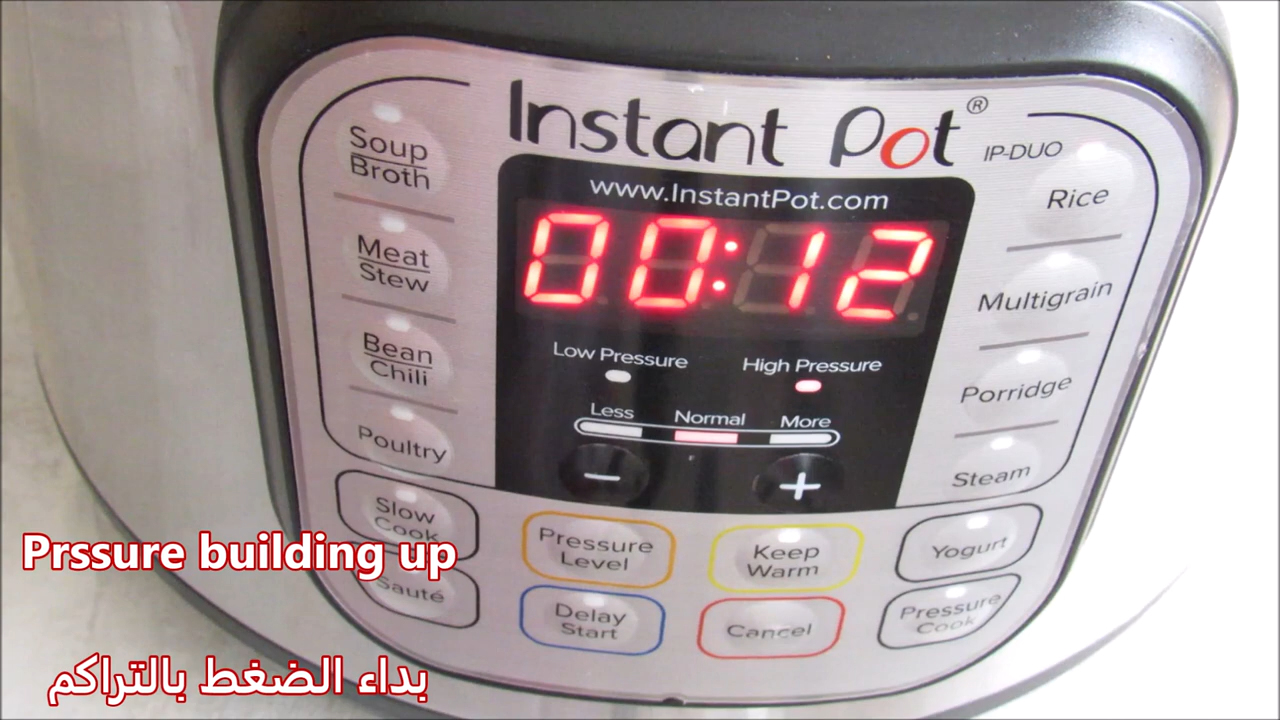 Instant Pot®
IP-DUO
www.InstantPot.com
00:12
Low Pressure
High Pressure
Less
Normal
More
−
+
Soup
Broth
Meat
Stew
Bean
Chili
Poultry
Slow
Cook
Sauté
Pressure
Level
Delay
Start
Keep
Warm
Cancel
Rice
Multigrain
Porridge
Steam
Yogurt
Pressure
Cook
Prssure building up
بداء الضغط بالتراكم